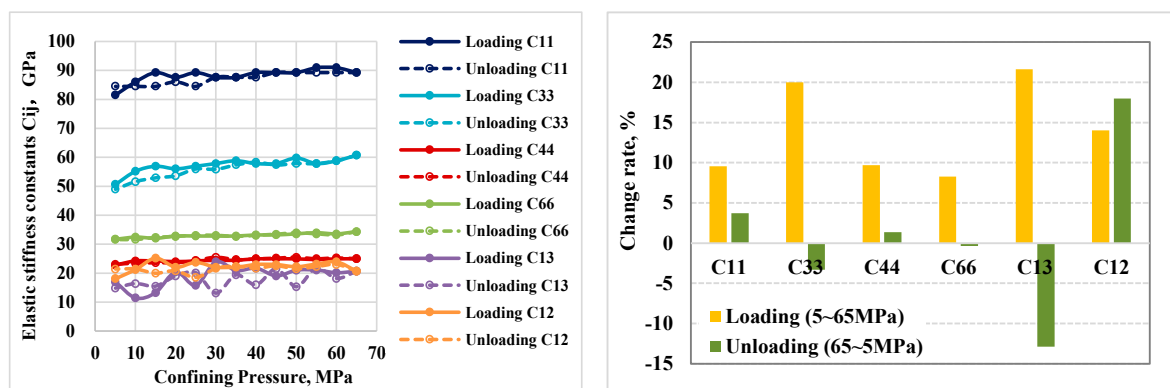 Elastic stiffness constants Cij, GPa
100
90
80
70
60
50
40
30
20
10
0
0 10 20 30 40 50 60 70
Confining Pressure, MPa
Loading C11
Unloading C11
Loading C33
Unloading C33
Loading C44
Unloading C44
Loading C66
Unloading C66
Loading C13
Unloading C13
Loading C12
Unloading C12
Change rate, %
25
20
15
10
5
0
-5
-10
-15
C11 C33 C44 C66 C13 C12
Loading (5~65MPa)
Unloading (65~5MPa)